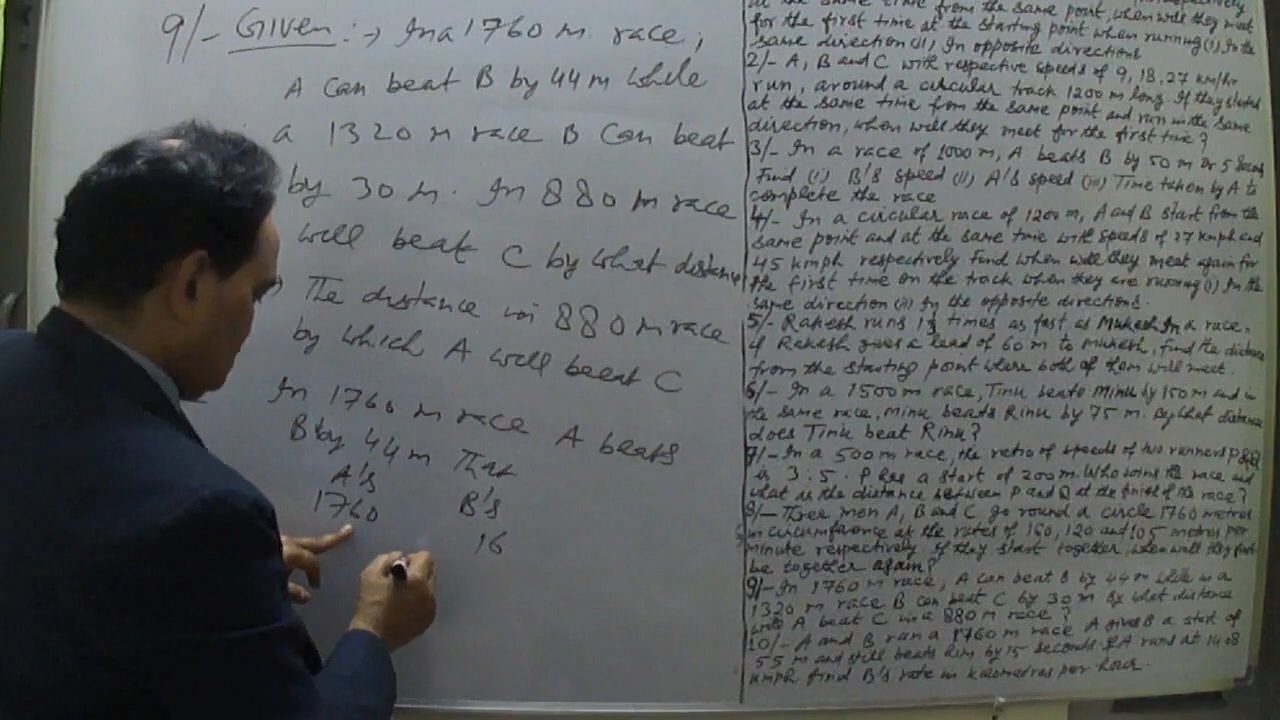 9/- Given :→ In a 1760 m race,
A can beat B by 44 m while
a 1320 m race B can beat
by 30 m. In 880 m race
will beat C by what distance
The distance in 880 m race
by which A will beat C
In 1760 m race A beats
B by 44 m That
A's B's
1760 16
at the same time from the same point, when will they meet
for the first time at the starting point when running (i) In the
same direction (ii) In opposite directions
2/- A, B and C with respective speeds of 9, 18, 27 km/hr
run, around a circular track 1200 m long. If they started
at the same time from the same point and run in the same
direction, when will they meet for the first time?
3/- In a race of 1000 m, A beats B by 50 m or 5 seconds
Find (i) B's speed (ii) A's speed (iii) Time taken by A to
complete the race
4/- In a circular race of 1200 m, A and B start from the
same point and at the same time with speeds of 27 kmph and
45 kmph respectively Find when will they meet again for
the first time on the track when they are running (i) In the
same direction (ii) In the opposite directions.
5/- Rakesh runs times as fast as Mukesh In a race,
if Rakesh gives a lead of 60 m to Mukesh, find the distance
from the starting point where both of them will meet.
6/- In a 1500 m race, Tinu beats Minu by 150 m and in
the same race, Minu beats Rinu by 75 m. By what distance
does Tinu beat Rinu?
7/- In a 500 m race, the ratio of speeds of two runners P & Q
is 3:5. P has a start of 200 m. Who wins the race and
what is the distance between P and Q at the finish of the race?
8/- Three men A, B and C go round a circle 1760 metres
in circumference at the rates of 160, 120 and 105 metres per
minute respectively If they start together, when will they first
be together again?
9/- In 1760 m race, A can beat B by 44 m while in a
1320 m race B can beat C by 30 m By what distance
will A beat C in a 880 m race?
10/- A and B run a 1760 m race A gives B a start of
55 m and still beats him by 15 seconds. If A runs at
kmph find B's rate in kilometres per hour.